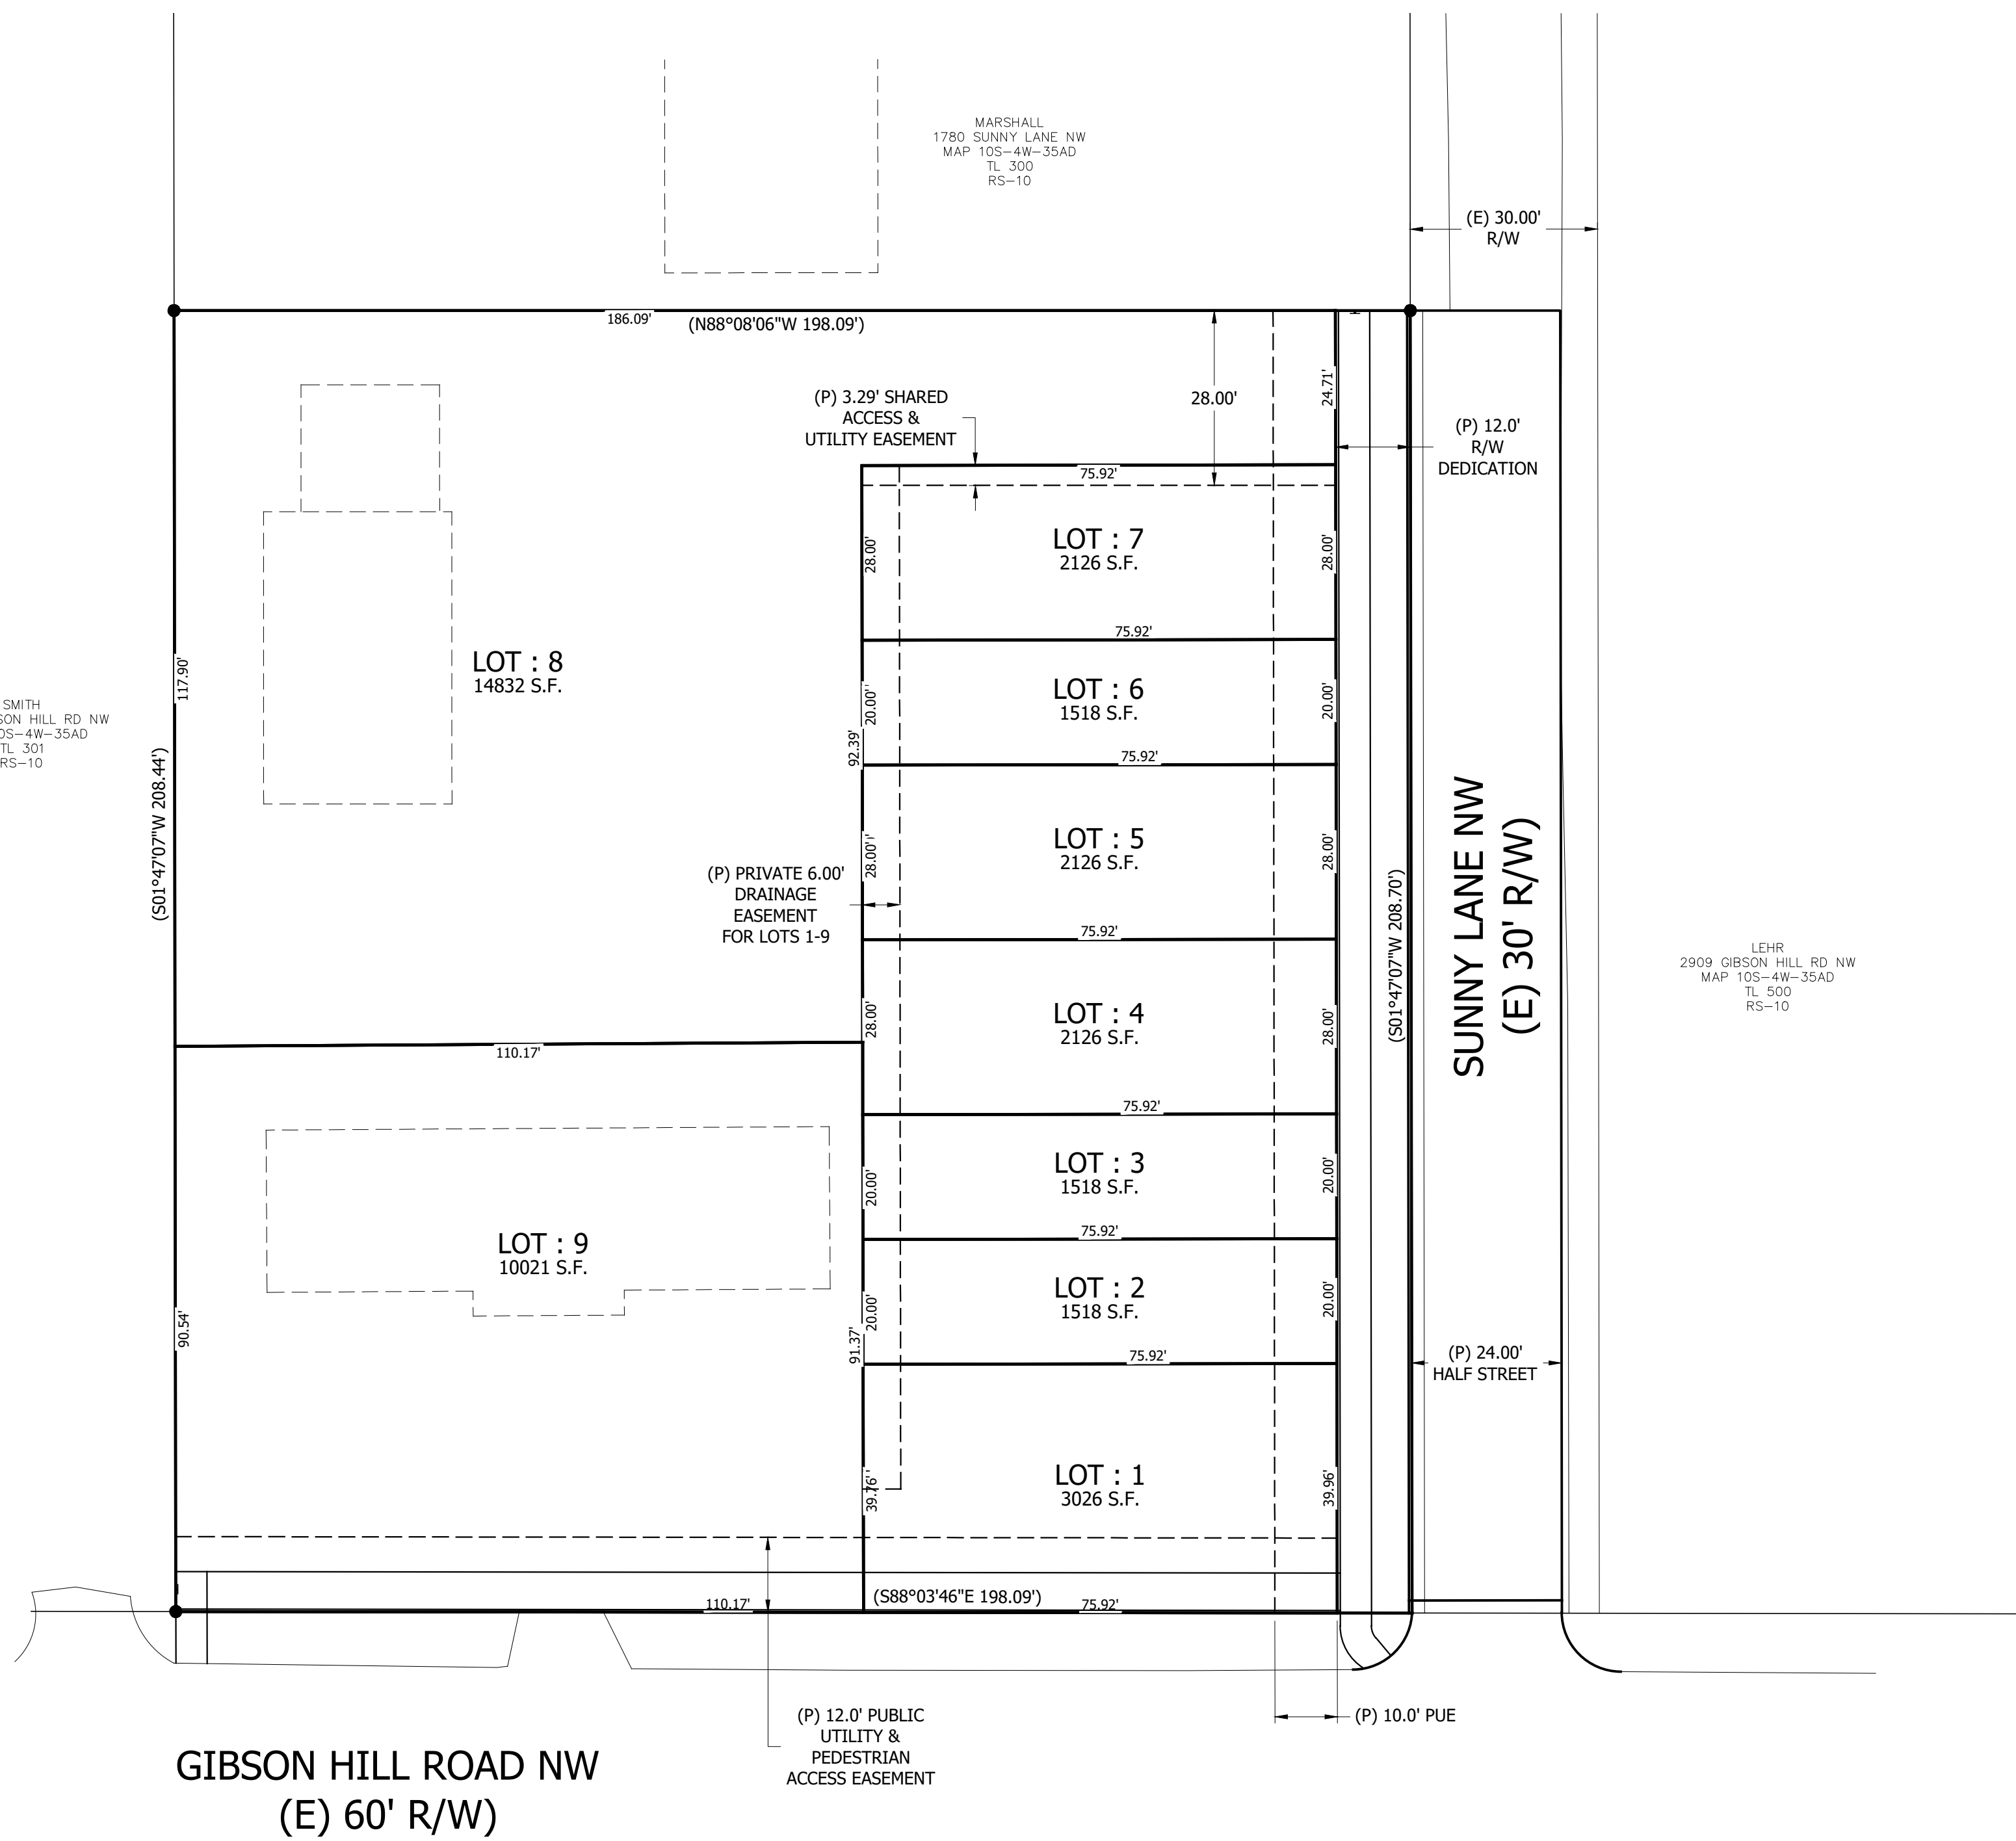 MARSHALL
1780 SUNNY LANE NW
MAP 10S-4W-35AD
TL 300
RS-10
(E) 30.00'
R/W
186.09'
(N88°08'06"W 198.09')
24.71'
28.00'
(P) 3.29' SHARED
ACCESS &
UTILITY EASEMENT
(P) 12.0'
R/W
DEDICATION
75.92'
LOT : 7
2126 S.F.
28.00'
28.00'
75.92'
LOT : 8
14832 S.F.
117.90'
LOT : 6
1518 S.F.
20.00'
20.00'
92.39'
75.92'
SMITH
SON HILL RD NW
0S-4W-35AD
TL 301
RS-10
(S01°47'07"W 208.44')
LOT : 5
2126 S.F.
28.00'
28.00'
(P) PRIVATE 6.00'
DRAINAGE
EASEMENT
FOR LOTS 1-9
75.92'
(S01°47'07"W 208.70')
SUNNY LANE NW
(E) 30' R/W)
LEHR
2909 GIBSON HILL RD NW
MAP 10S-4W-35AD
TL 500
RS-10
LOT : 4
2126 S.F.
28.00'
28.00'
110.17'
75.92'
LOT : 3
1518 S.F.
20.00'
20.00'
75.92'
LOT : 9
10021 S.F.
90.54'
LOT : 2
1518 S.F.
20.00'
20.00'
91.37'
75.92'
(P) 24.00'
HALF STREET
LOT : 1
3026 S.F.
39.76'
39.96'
(S88°03'46"E 198.09')
110.17'
75.92'
(P) 12.0' PUBLIC
UTILITY &
PEDESTRIAN
ACCESS EASEMENT
(P) 10.0' PUE
GIBSON HILL ROAD NW
(E) 60' R/W)